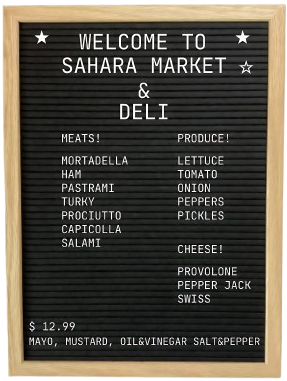 WELCOME TO
SAHARA MARKET
&
DELI
MEATS!
MORTADELLA
HAM
PASTRAMI
TURKY
PROCIUTTO
CAPICOLLA
SALAMI
PRODUCE!
LETTUCE
TOMATO
ONION
PEPPERS
PICKLES
CHEESE!
PROVOLONE
PEPPER JACK
SWISS
$ 12.99
MAYO, MUSTARD, OIL&VINEGAR SALT&PEPPER